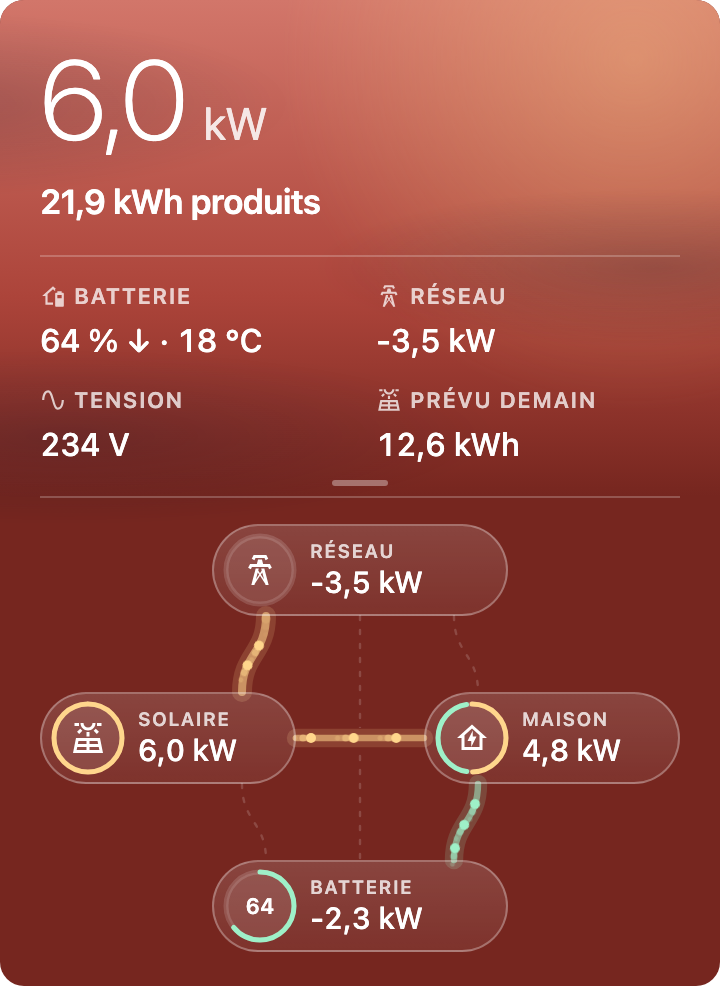 6,0 kW
21,9 kWh produits
BATTERIE
64 % ↓ · 18 °C
RÉSEAU
-3,5 kW
TENSION
234 V
PRÉVU DEMAIN
12,6 kWh
RÉSEAU
-3,5 kW
SOLAIRE
6,0 kW
MAISON
4,8 kW
64
BATTERIE
-2,3 kW